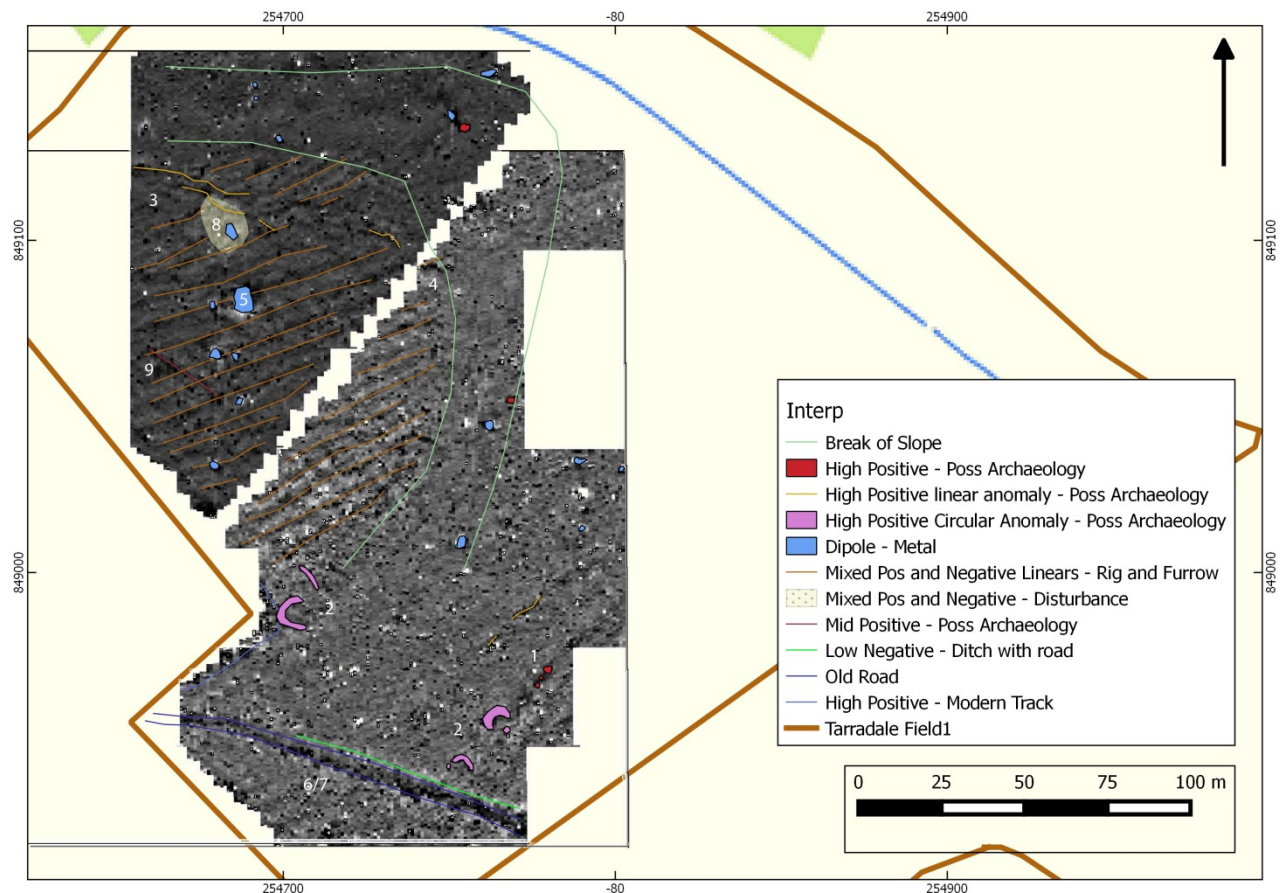 254700
-80
254900
849100
849100
3
8
4
5
9
849000
849000
2
1
2
6/7
Interp
Break of Slope
High Positive - Poss Archaeology
High Positive linear anomaly - Poss Archaeology
High Positive Circular Anomaly - Poss Archaeology
Dipole - Metal
Mixed Pos and Negative Linears - Rig and Furrow
Mixed Pos and Negative - Disturbance
Mid Positive - Poss Archaeology
Low Negative - Ditch with road
Old Road
High Positive - Modern Track
Tarradale Field1
0 25 50 75 100 m
254700
-80
254900